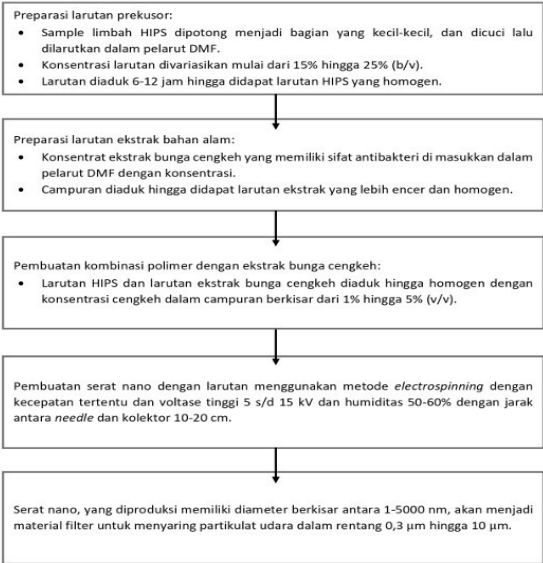 Preparasi larutan prekusor:
• Sample limbah HIPS dipotong menjadi bagian yang kecil-kecil, dan dicuci lalu
dilarutkan dalam pelarut DMF.
• Konsentrasi larutan divariasikan mulai dari 15% hingga 25% (b/v).
• Larutan diaduk 6-12 jam hingga didapat larutan HIPS yang homogen.
Preparasi larutan ekstrak bahan alam:
• Konsentrat ekstrak bunga cengkeh yang memiliki sifat antibakteri di masukkan dalam
pelarut DMF dengan konsentrasi.
• Campuran diaduk hingga didapat larutan ekstrak yang lebih encer dan homogen.
Pembuatan kombinasi polimer dengan ekstrak bunga cengkeh:
• Larutan HIPS dan larutan ekstrak bunga cengkeh diaduk hingga homogen dengan
konsentrasi cengkeh dalam campuran berkisar dari 1% hingga 5% (v/v).
Pembuatan serat nano dengan larutan menggunakan metode electrospinning dengan
kecepatan tertentu dan voltase tinggi 5 s/d 15 kV dan humiditas 50-60% dengan jarak
antara needle dan kolektor 10-20 cm.
Serat nano, yang diproduksi memiliki diameter berkisar antara 1-5000 nm, akan menjadi
material filter untuk menyaring partikulat udara dalam rentang 0,3 µm hingga 10 µm.